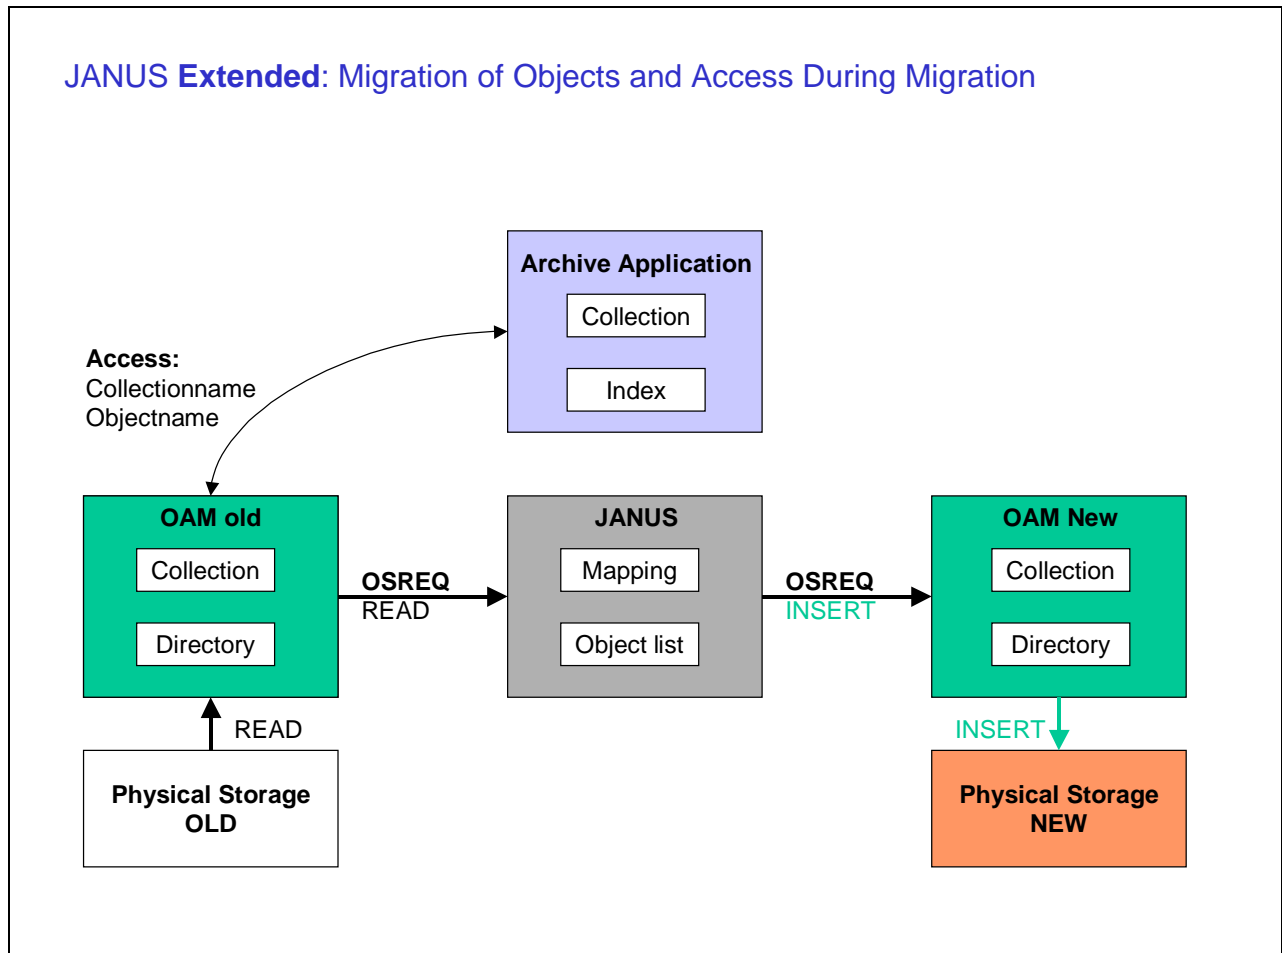 JANUS Extended: Migration of Objects and Access During Migration
Archive Application
Collection
Index
Access:
Collectionname
Objectname
OAM old
Collection
Directory
OSREQ
READ
JANUS
Mapping
Object list
OSREQ
INSERT
OAM New
Collection
Directory
READ
INSERT
Physical Storage
OLD
Physical Storage
NEW